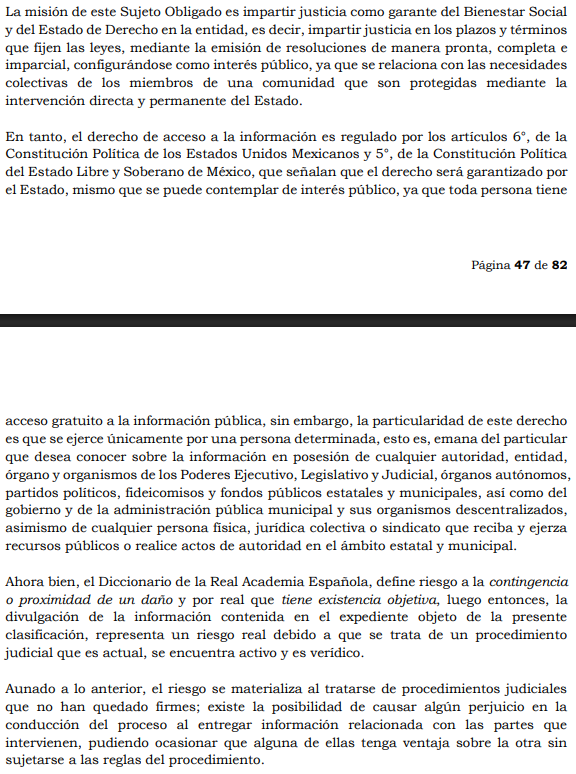 La misión de este Sujeto Obligado es impartir justicia como garante del Bienestar Social
y del Estado de Derecho en la entidad, es decir, impartir justicia en los plazos y términos
que fijen las leyes, mediante la emisión de resoluciones de manera pronta, completa e
imparcial, configurándose como interés público, ya que se relaciona con las necesidades
colectivas de los miembros de una comunidad que son protegidas mediante la
intervención directa y permanente del Estado.
En tanto, el derecho de acceso a la información es regulado por los artículos 6°, de la
Constitución Política de los Estados Unidos Mexicanos y 5°, de la Constitución Política
del Estado Libre y Soberano de México, que señalan que el derecho será garantizado por
el Estado, mismo que se puede contemplar de interés público, ya que toda persona tiene
Página 47 de 82
acceso gratuito a la información pública, sin embargo, la particularidad de este derecho
es que se ejerce únicamente por una persona determinada, esto es, emana del particular
que desea conocer sobre la información en posesión de cualquier autoridad, entidad,
órgano y organismos de los Poderes Ejecutivo, Legislativo y Judicial, órganos autónomos,
partidos políticos, fideicomisos y fondos públicos estatales y municipales, así como del
gobierno y de la administración pública municipal y sus organismos descentralizados,
asimismo de cualquier persona física, jurídica colectiva o sindicato que reciba y ejerza
recursos públicos o realice actos de autoridad en el ámbito estatal y municipal.
Ahora bien, el Diccionario de la Real Academia Española, define riesgo a la contingencia
o proximidad de un daño y por real que tiene existencia objetiva, luego entonces, la
divulgación de la información contenida en el expediente objeto de la presente
clasificación, representa un riesgo real debido a que se trata de un procedimiento
judicial que es actual, se encuentra activo y es verídico.
Aunado a lo anterior, el riesgo se materializa al tratarse de procedimientos judiciales
que no han quedado firmes; existe la posibilidad de causar algún perjuicio en la
conducción del proceso al entregar información relacionada con las partes que
intervienen, pudiendo ocasionar que alguna de ellas tenga ventaja sobre la otra sin
sujetarse a las reglas del procedimiento.